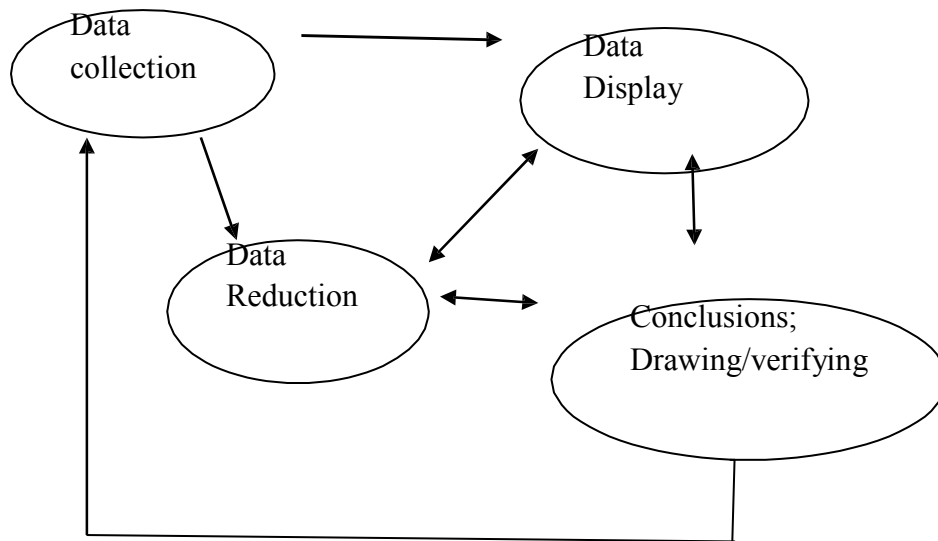 Data
collection
Data
Display
Data
Reduction
Conclusions;
Drawing/verifying